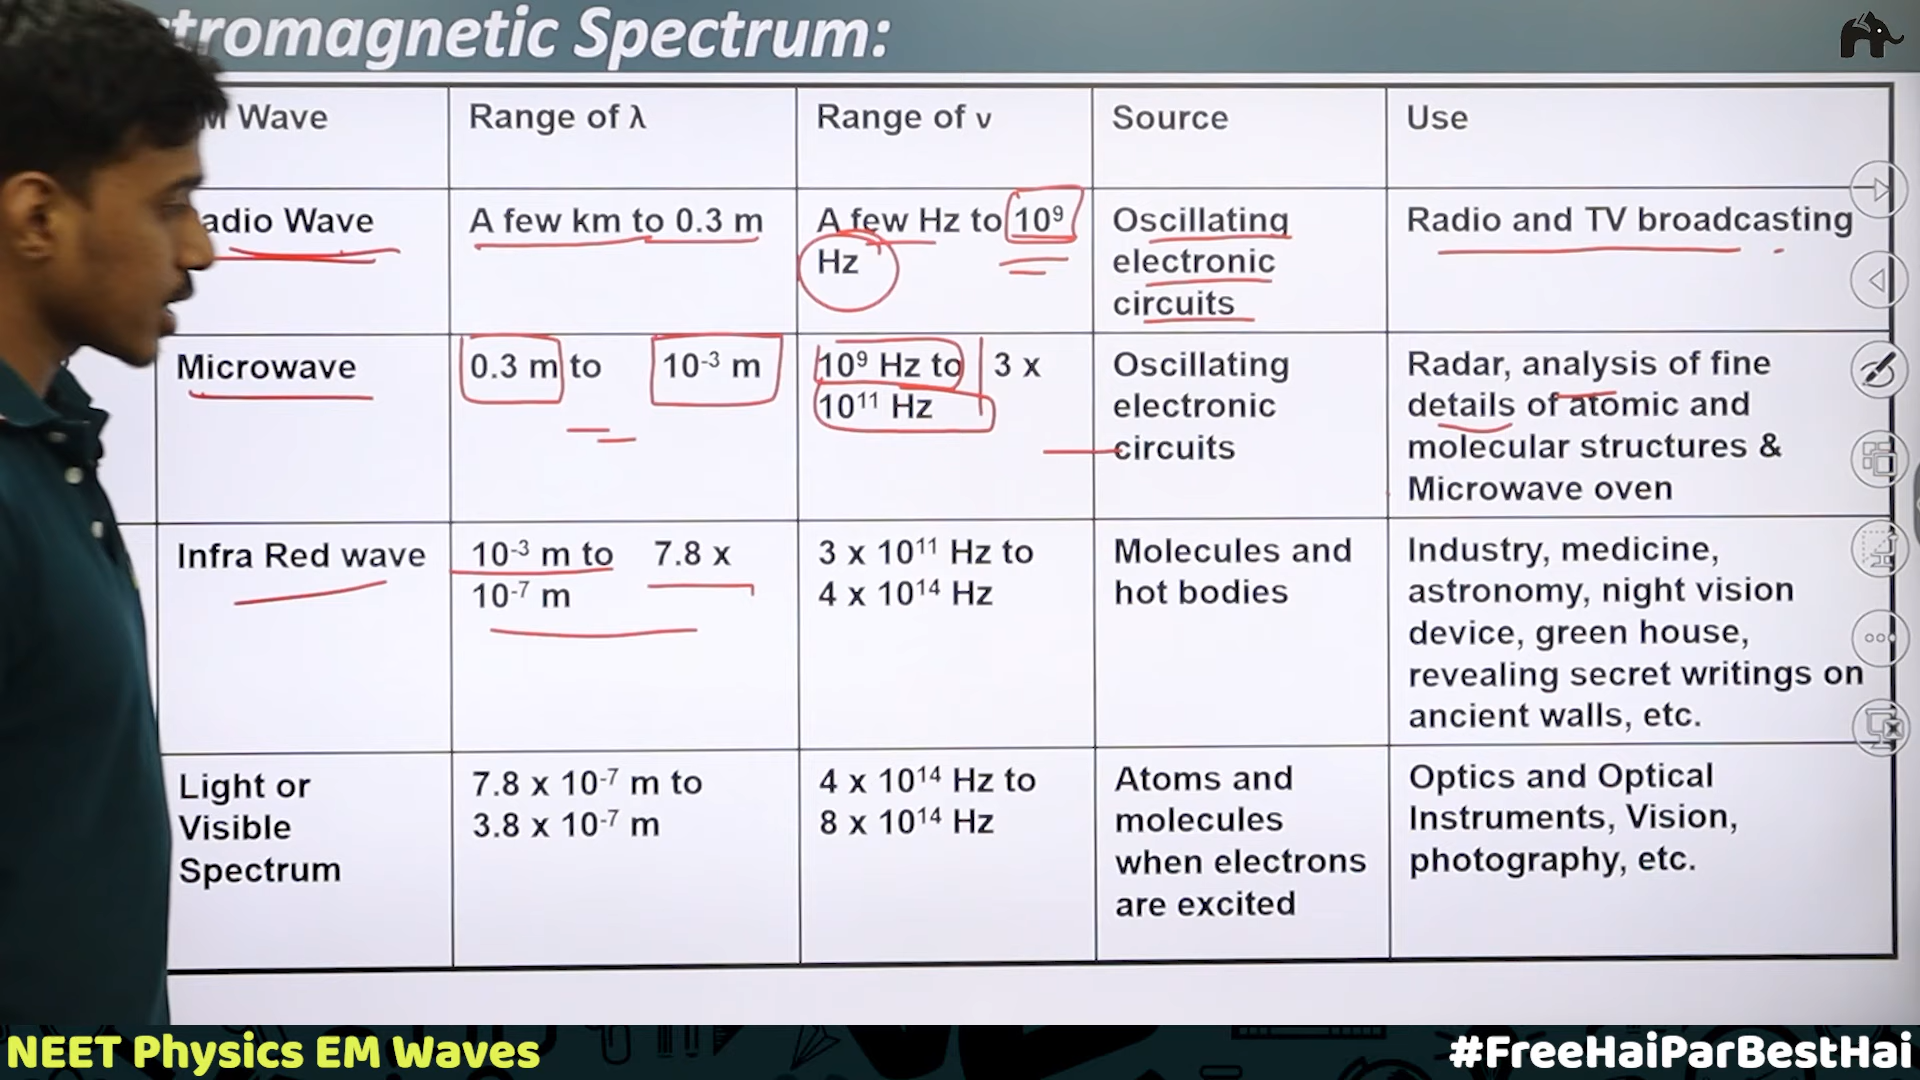 tromagnetic Spectrum:
M Wave
Range of λ
Range of ν
Source
Use
adio Wave
A few km to 0.3 m
A few Hz to 10⁹
Hz
Oscillating
electronic
circuits
Radio and TV broadcasting
Microwave
0.3 m to 10⁻³ m
10⁹ Hz to 3 x
10¹¹ Hz
Oscillating
electronic
circuits
Radar, analysis of fine
details of atomic and
molecular structures &
Microwave oven
Infra Red wave
10⁻³ m to 7.8 x
10⁻⁷ m
3 x 10¹¹ Hz to
4 x 10¹⁴ Hz
Molecules and
hot bodies
Industry, medicine,
astronomy, night vision
device, green house,
revealing secret writings on
ancient walls, etc.
Light or
Visible
Spectrum
7.8 x 10⁻⁷ m to
3.8 x 10⁻⁷ m
4 x 10¹⁴ Hz to
8 x 10¹⁴ Hz
Atoms and
molecules
when electrons
are excited
Optics and Optical
Instruments, Vision,
photography, etc.
NEET Physics EM Waves
#FreeHaiParBestHai